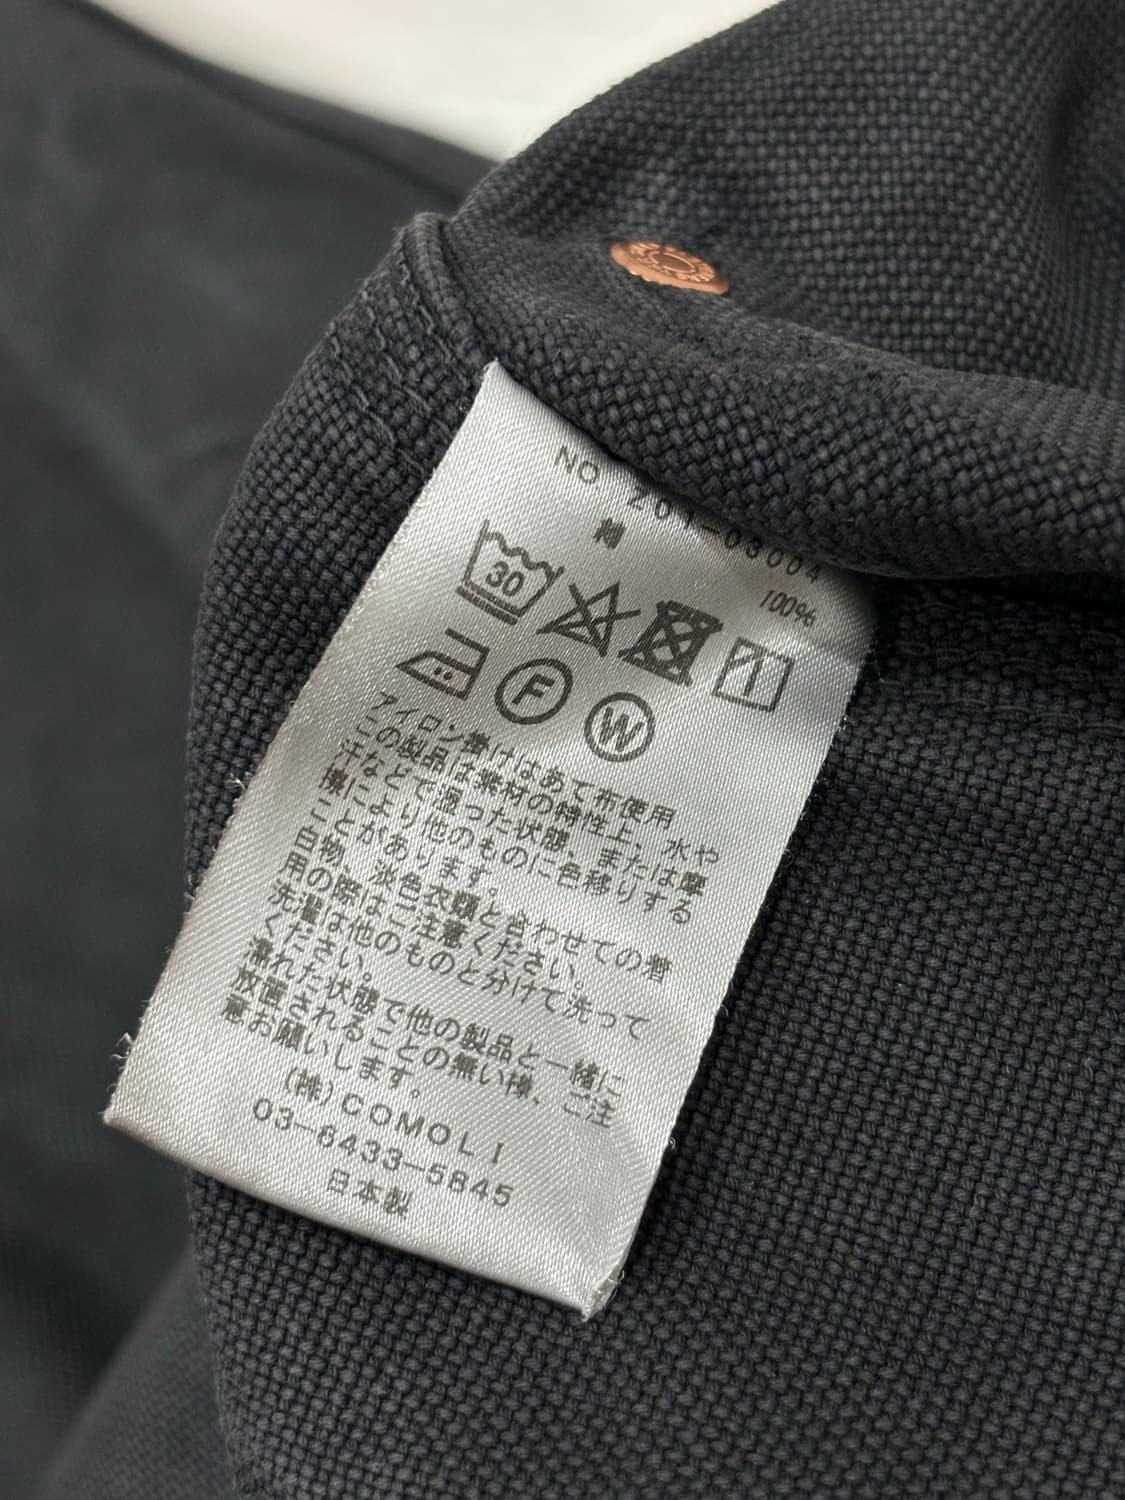 NO 201-03004
綿 100%
30
1
F W
アイロン掛けはあて布使用
この製品は素材の特性上、水や
汗などで湿った状態、または摩
擦により他のものに色移りする
ことがあります。
白物、淡色衣類と合わせての着
用の際はご注意ください。
洗濯は他のものと分けて洗って
ください。
濡れた状態で他の製品と一緒に
放置されることの無い様、ご注
意お願いします。
(株)COMOLI
03-6433-5845
日本製